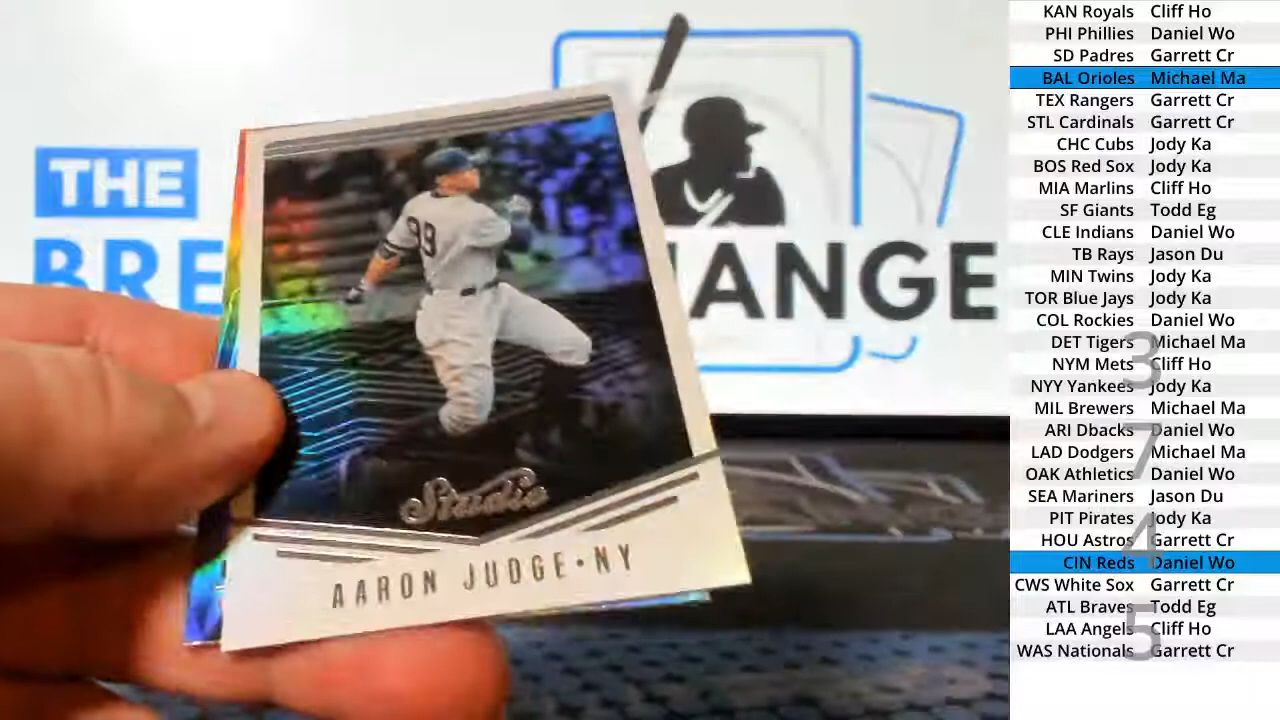 THE
BRE
HANGE
99
Studio
AARON JUDGE•NY
KAN Royals Cliff Ho
PHI Phillies Daniel Wo
SD Padres Garrett Cr
BAL Orioles Michael Ma
TEX Rangers Garrett Cr
STL Cardinals Garrett Cr
CHC Cubs Jody Ka
BOS Red Sox Jody Ka
MIA Marlins Cliff Ho
SF Giants Todd Eg
CLE Indians Daniel Wo
TB Rays Jason Du
MIN Twins Jody Ka
TOR Blue Jays Jody Ka
COL Rockies Daniel Wo
DET Tigers Michael Ma
NYM Mets Cliff Ho
NYY Yankees Jody Ka
MIL Brewers Michael Ma
ARI Dbacks Daniel Wo
LAD Dodgers Michael Ma
OAK Athletics Daniel Wo
SEA Mariners Jason Du
PIT Pirates Jody Ka
HOU Astros Garrett Cr
CIN Reds Daniel Wo
CWS White Sox Garrett Cr
ATL Braves Todd Eg
LAA Angels Cliff Ho
WAS Nationals Garrett Cr
3
7
4
5